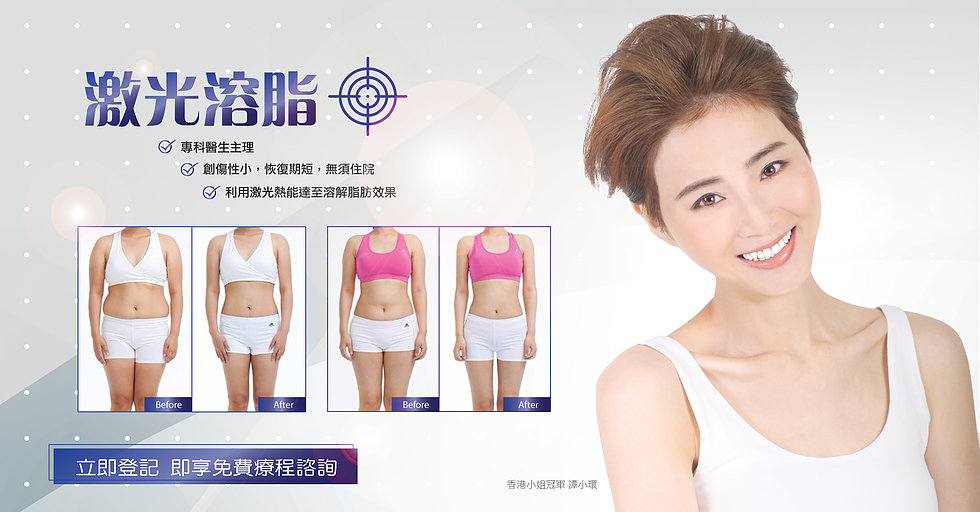 激光溶脂
專科醫生主理
創傷性小，恢復期短，無須住院
利用激光熱能達至溶解脂肪效果
Before
After
Before
After
立即登記 即享免費療程諮詢
香港小姐冠軍 譚小環